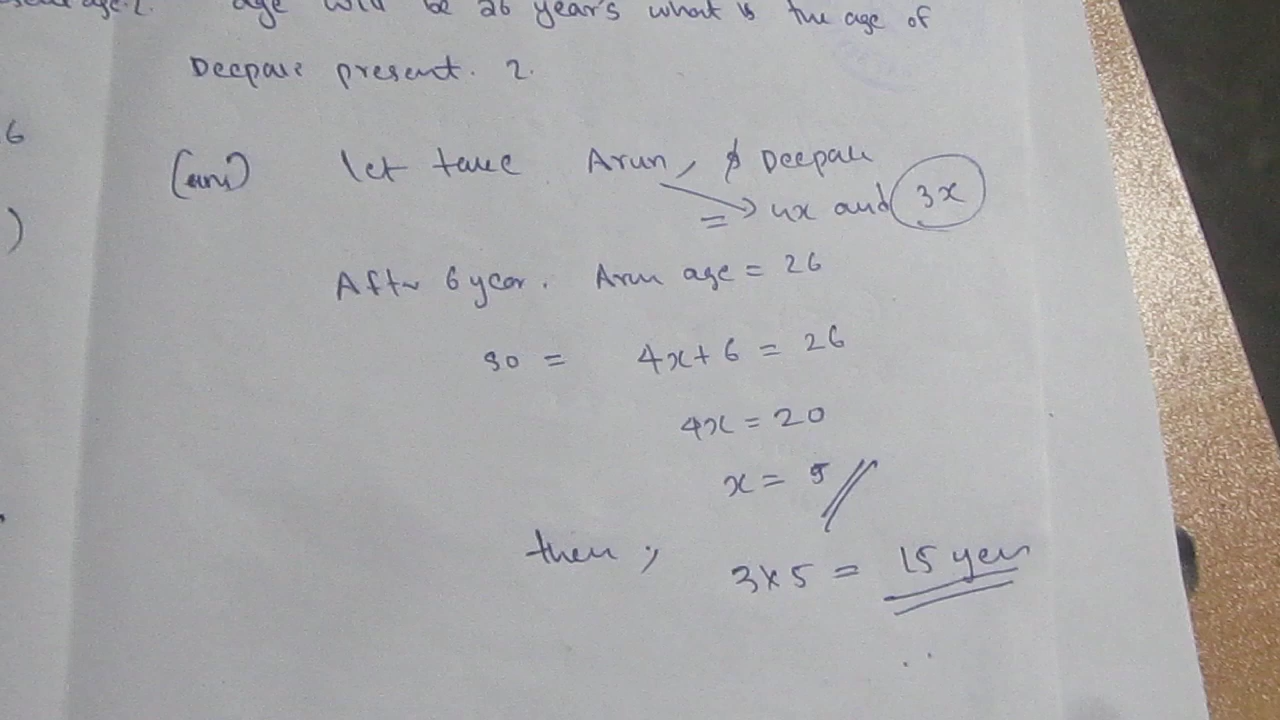 age will be 26 year's what is the age of
Deepak present. 2.
6
(ans) let take Arun, Deepak
)
= 4x and 3x
After 6 year. Arun age = 26
so = 4x+6 = 26
4x = 20
x = 5
then, 3x5 = 15 year